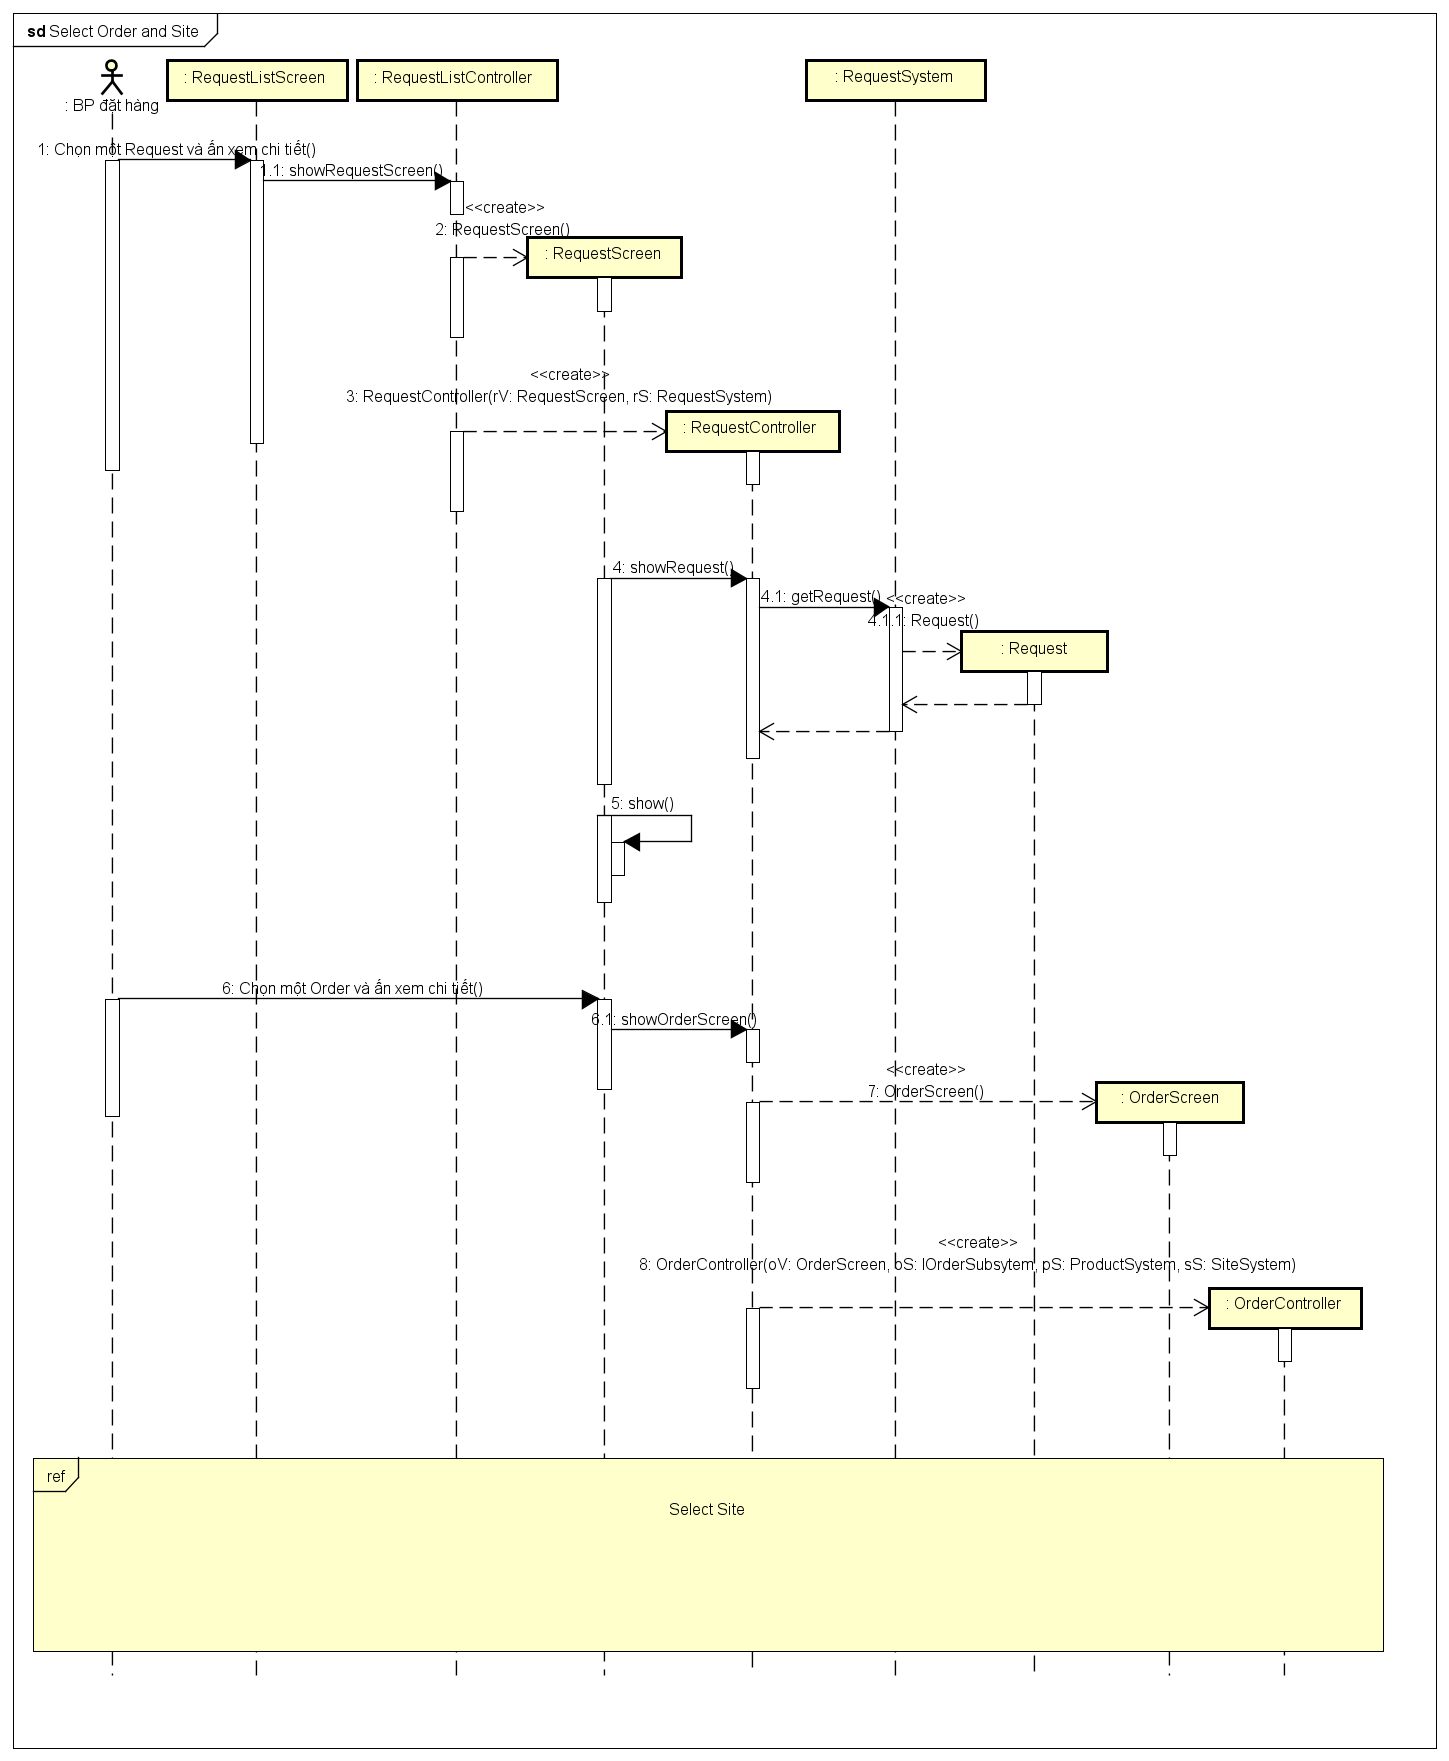 sd Select Order and Site
: BP đặt hàng
: RequestListScreen
: RequestListController
: RequestSystem
1: Chọn một Request và ấn xem chi tiết()
1.1: showRequestScreen()
<<create>>
2: RequestScreen()
: RequestScreen
<<create>>
3: RequestController(rV: RequestScreen, rS: RequestSystem)
: RequestController
4: showRequest()
4.1: getRequest()
<<create>>
4.1.1: Request()
: Request
5: show()
6: Chọn một Order và ấn xem chi tiết()
6.1: showOrderScreen()
<<create>>
7: OrderScreen()
: OrderScreen
<<create>>
8: OrderController(oV: OrderScreen, oS: IOrderSubsytem, pS: ProductSystem, sS: SiteSystem)
: OrderController
ref
Select Site